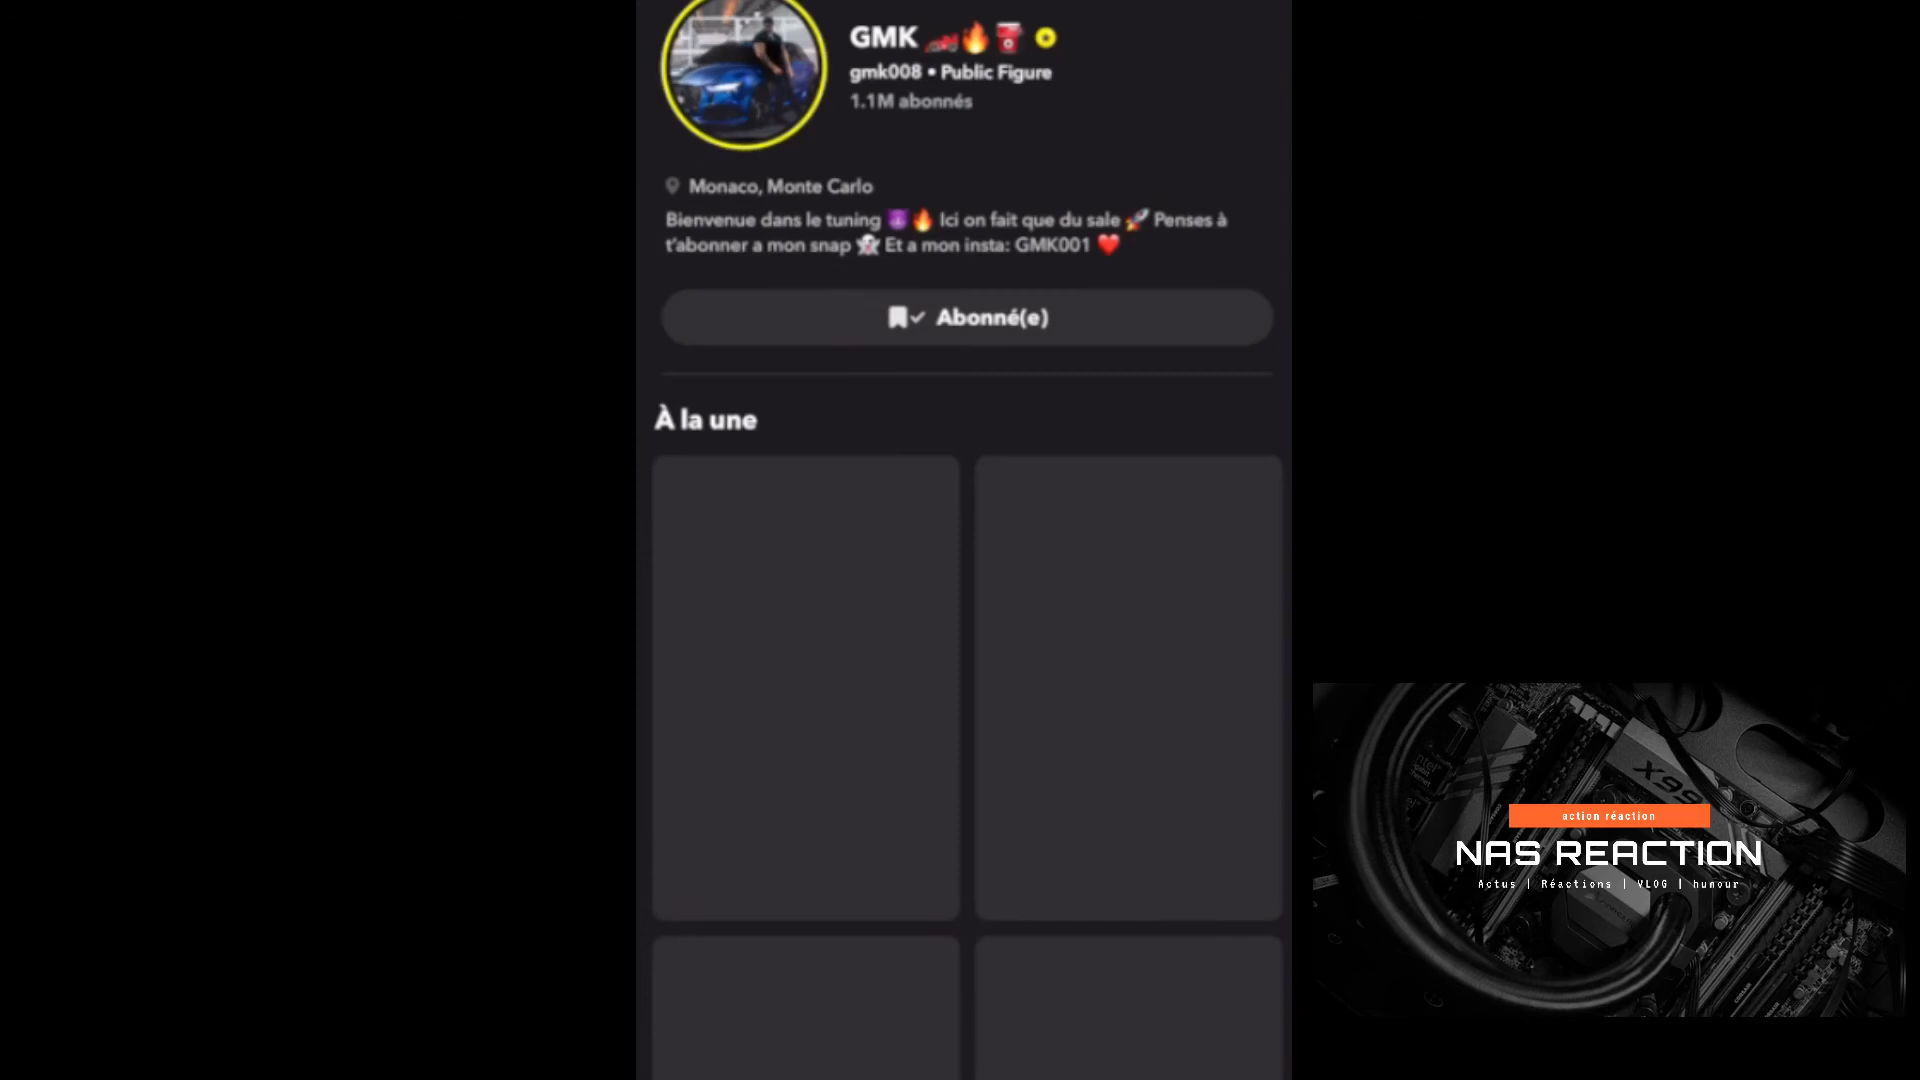 GMK 🏎️🔥⛽
gmk008 • Public Figure
1.1M abonnés
Monaco, Monte Carlo
Bienvenue dans le tuning 😈🔥 Ici on fait que du sale 🚀 Penses à
t'abonner a mon snap 👻 Et a mon insta: GMK001 ❤️
Abonné(e)
À la une
X99
action réaction
NAS REACTION
Actus | Réactions | VLOG | humour